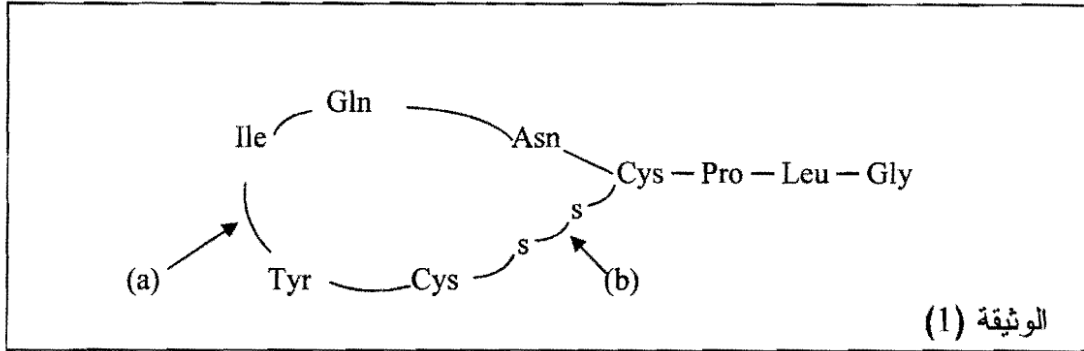 Gln
Ile
Asn
Cys — Pro — Leu — Gly
s
s
(a)
Tyr
Cys
(b)
الوثيقة (1)